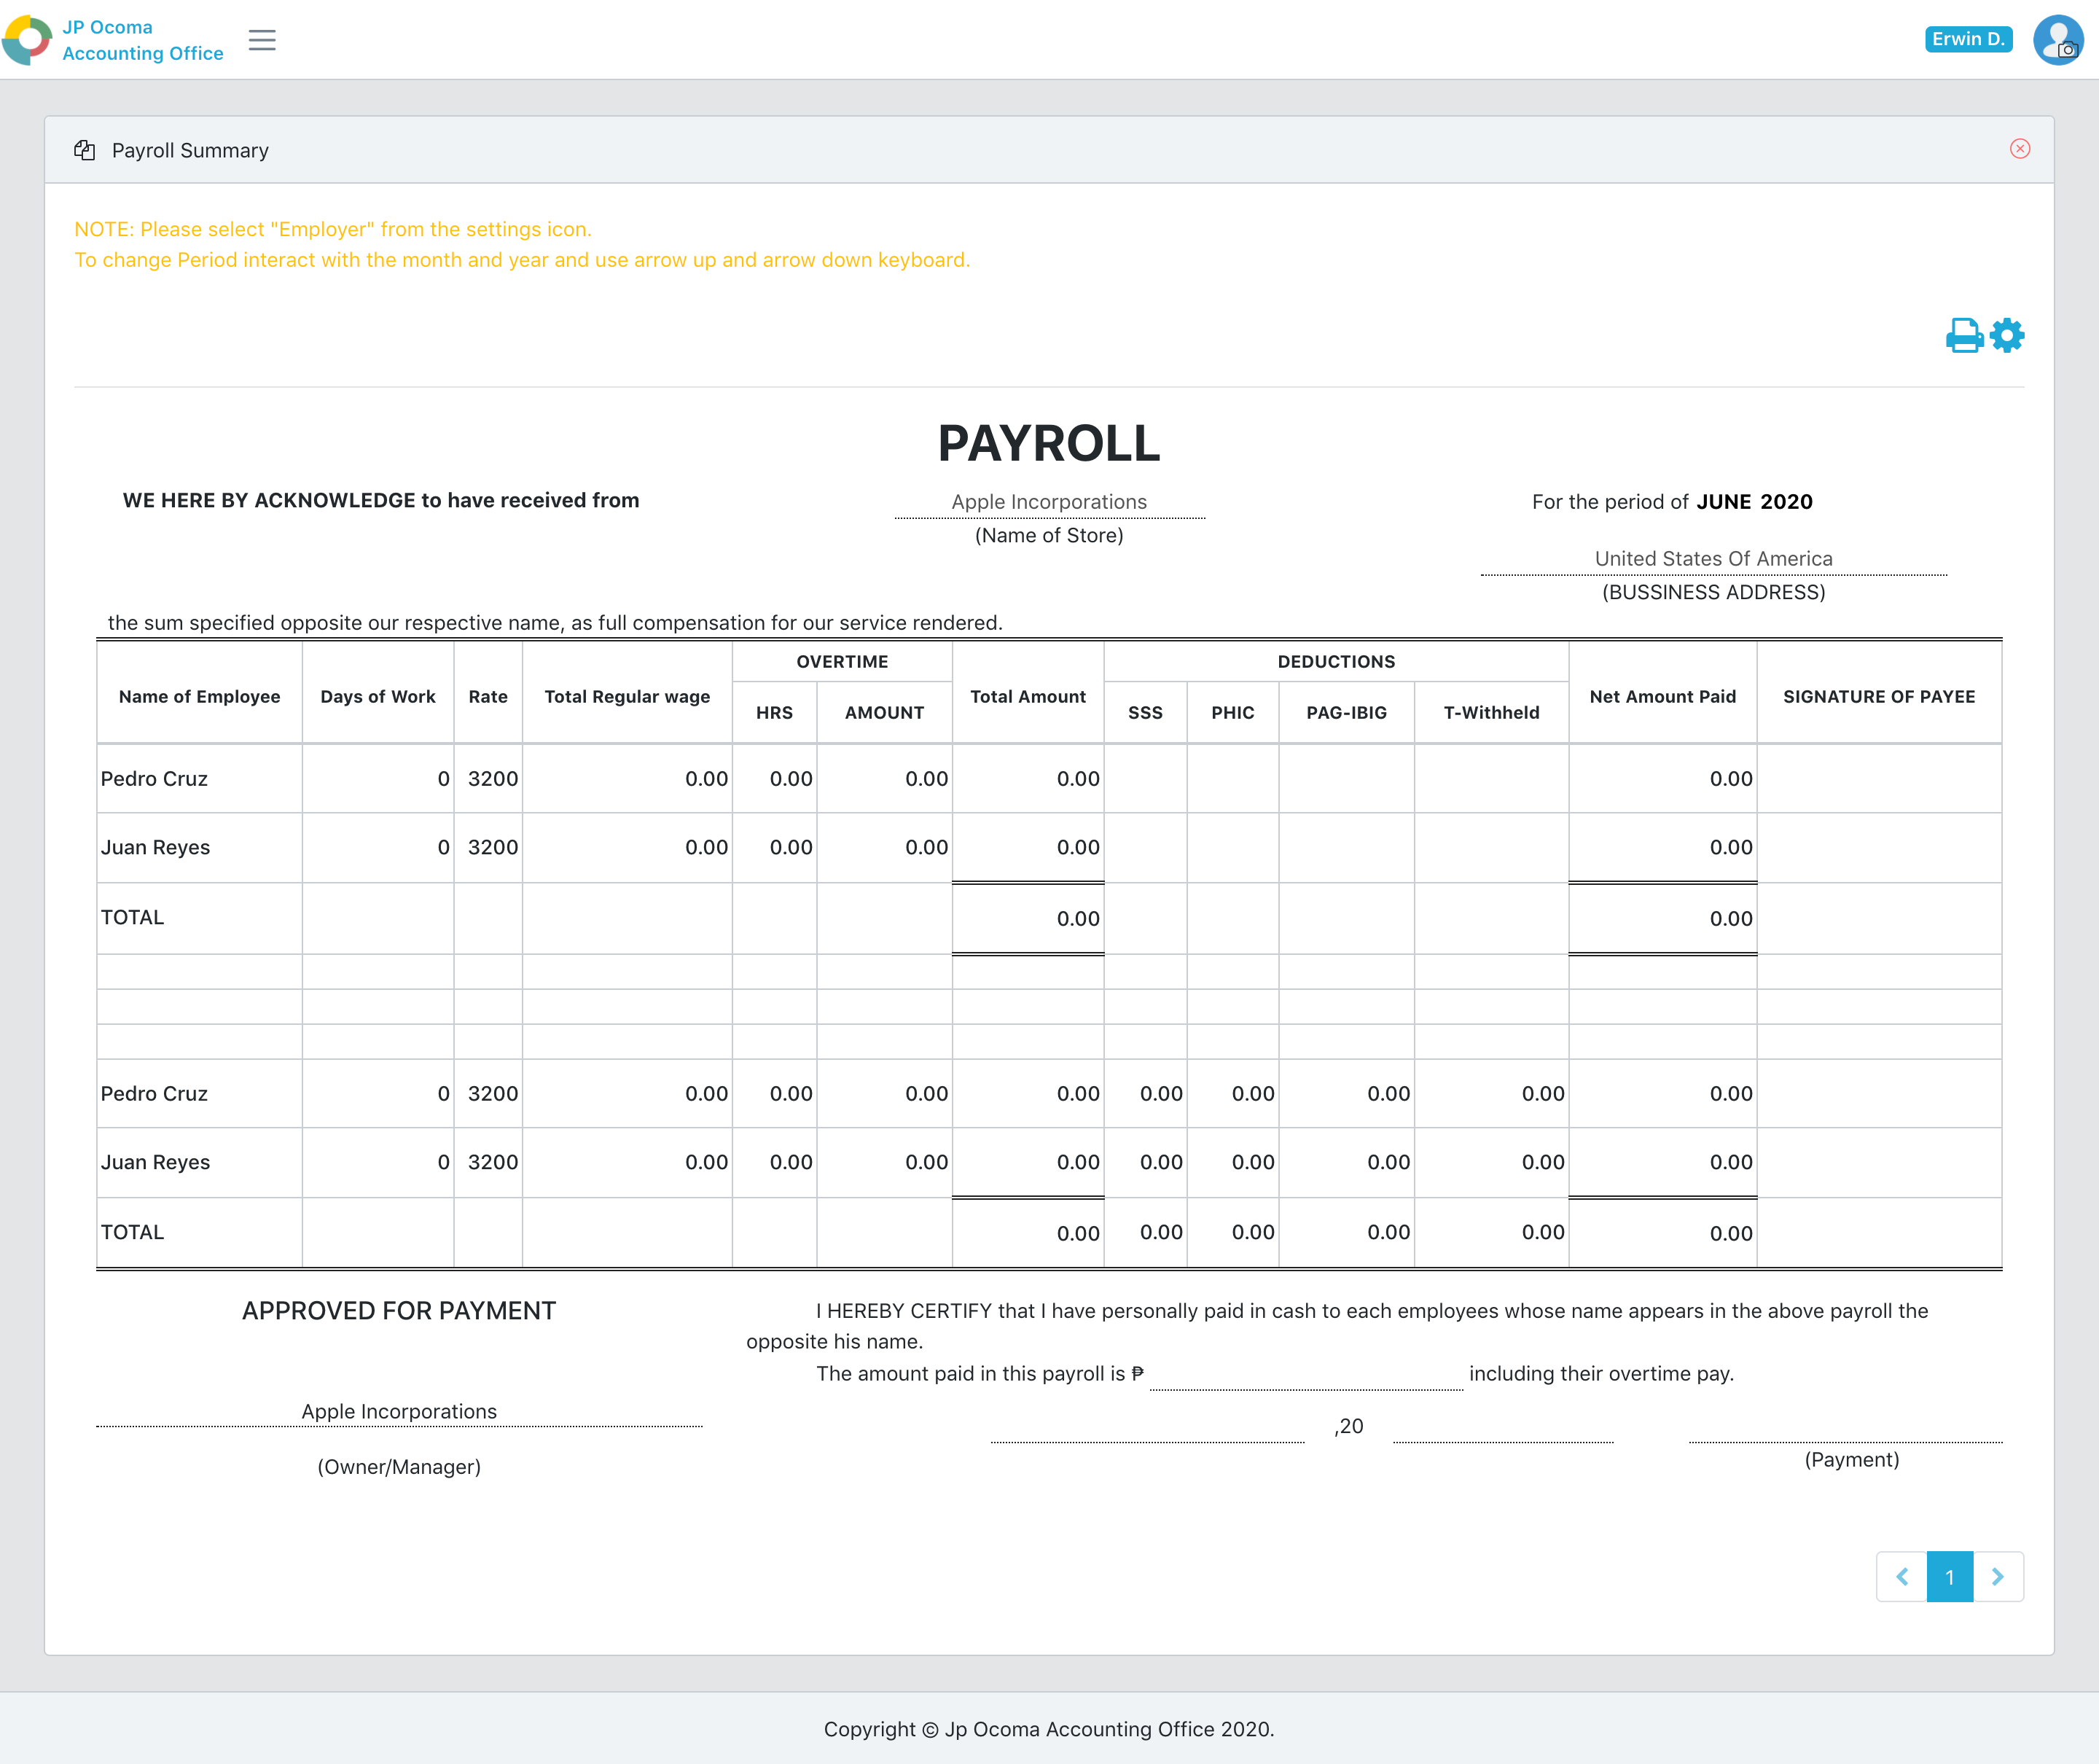 JP Ocoma
Accounting Office
Erwin D.
Payroll Summary
NOTE: Please select "Employer" from the settings icon.
To change Period interact with the month and year and use arrow up and arrow down keyboard.
PAYROLL
WE HERE BY ACKNOWLEDGE to have received from
Apple Incorporations
(Name of Store)
For the period of JUNE 2020
United States Of America
(BUSSINESS ADDRESS)
the sum specified opposite our respective name, as full compensation for our service rendered.
OVERTIME DEDUCTIONS
Name of Employee Days of Work Rate Total Regular wage HRS AMOUNT Total Amount SSS PHIC PAG-IBIG T-Withheld Net Amount Paid SIGNATURE OF PAYEE
Pedro Cruz 0 3200 0.00 0.00 0.00 0.00 0.00
Juan Reyes 0 3200 0.00 0.00 0.00 0.00 0.00
TOTAL 0.00 0.00
Pedro Cruz 0 3200 0.00 0.00 0.00 0.00 0.00 0.00 0.00 0.00 0.00
Juan Reyes 0 3200 0.00 0.00 0.00 0.00 0.00 0.00 0.00 0.00 0.00
TOTAL 0.00 0.00 0.00 0.00 0.00 0.00
APPROVED FOR PAYMENT
Apple Incorporations
(Owner/Manager)
I HEREBY CERTIFY that I have personally paid in cash to each employees whose name appears in the above payroll the
opposite his name.
The amount paid in this payroll is ₱ including their overtime pay.
,20
(Payment)
1
Copyright © Jp Ocoma Accounting Office 2020.